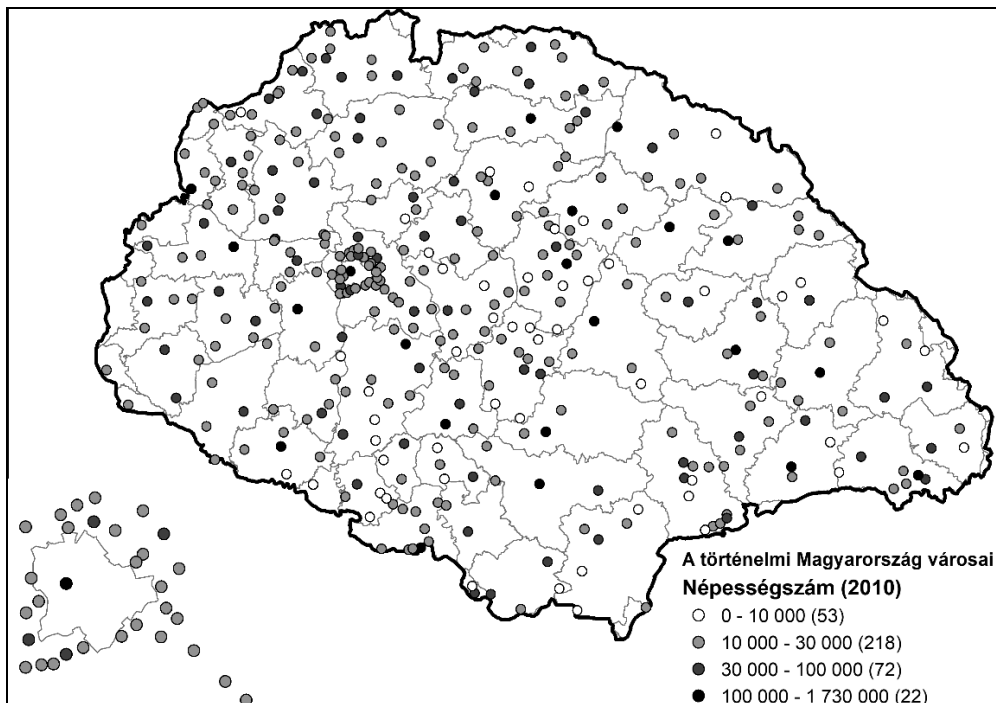 A történelmi Magyarország városai
Népességszám (2010)
0 - 10 000 (53)
10 000 - 30 000 (218)
30 000 - 100 000 (72)
100 000 - 1 730 000 (22)